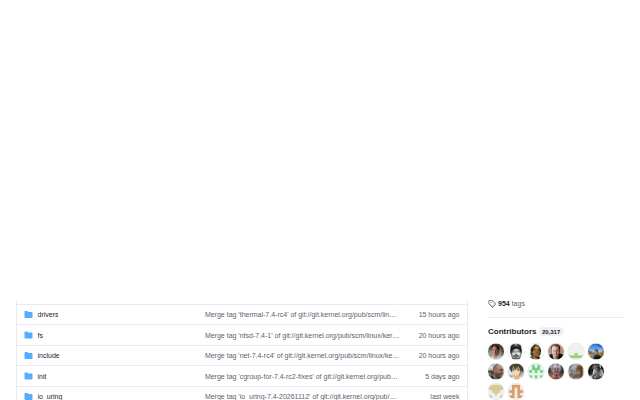 954 tags
drivers Merge tag 'thermal-7.4-rc4' of git://git.kernel.org/pub/scm/lin... 15 hours ago
Contributors 20,317
fs Merge tag 'nfsd-7.4-1' of git://git.kernel.org/pub/scm/linux/ker... 20 hours ago
include Merge tag 'net-7.4-rc4' of git://git.kernel.org/pub/scm/linux/ke... 20 hours ago
init Merge tag 'cgroup-for-7.4-rc2-fixes' of git://git.kernel.org/pub... 5 days ago
io_uring Merge tag 'io_uring-7.4-20261112' of git://git.kernel.org/pub/... last week